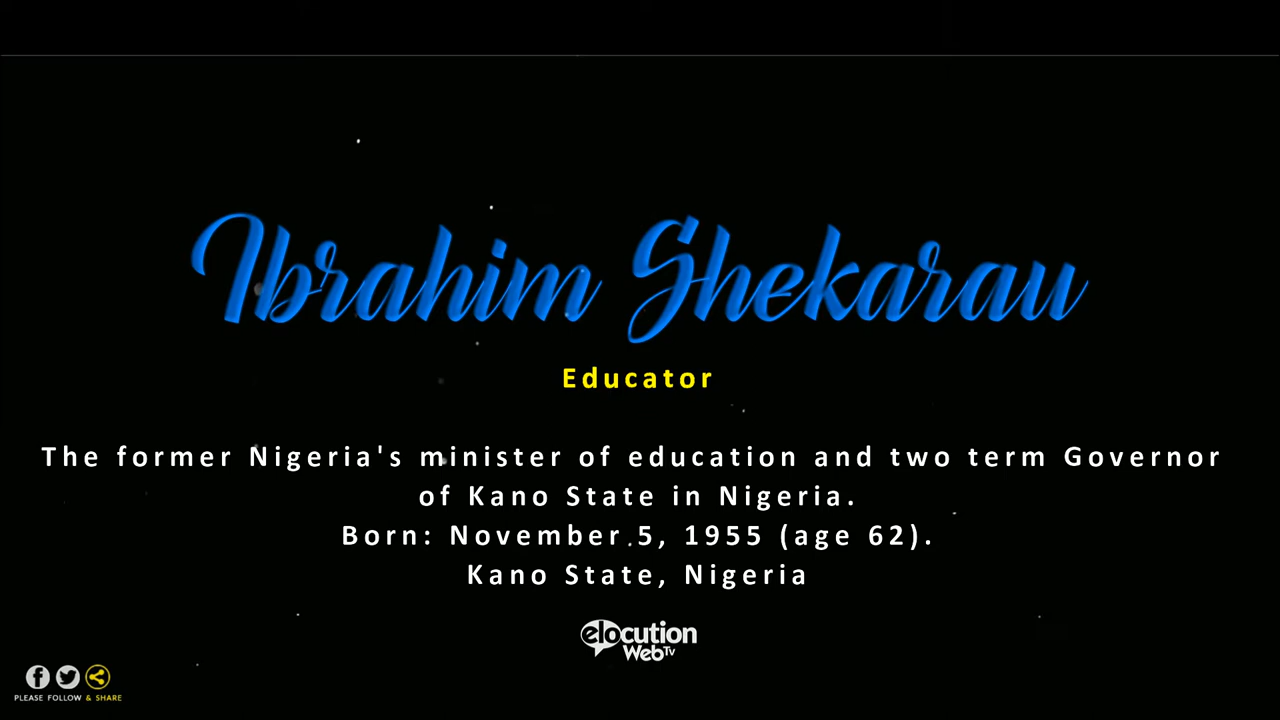 Ibrahim Shekarau
Educator
The former Nigeria's minister of education and two term Governor
of Kano State in Nigeria.
Born: November 5, 1955 (age 62).
Kano State, Nigeria
elocution
WebTv
PLEASE FOLLOW & SHARE